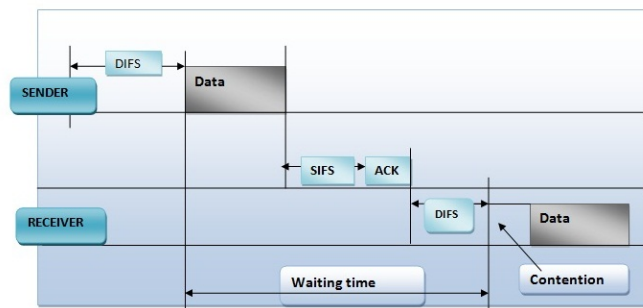 DIFS
Data
SENDER
SIFS
ACK
DIFS
Data
RECEIVER
Waiting time
Contention